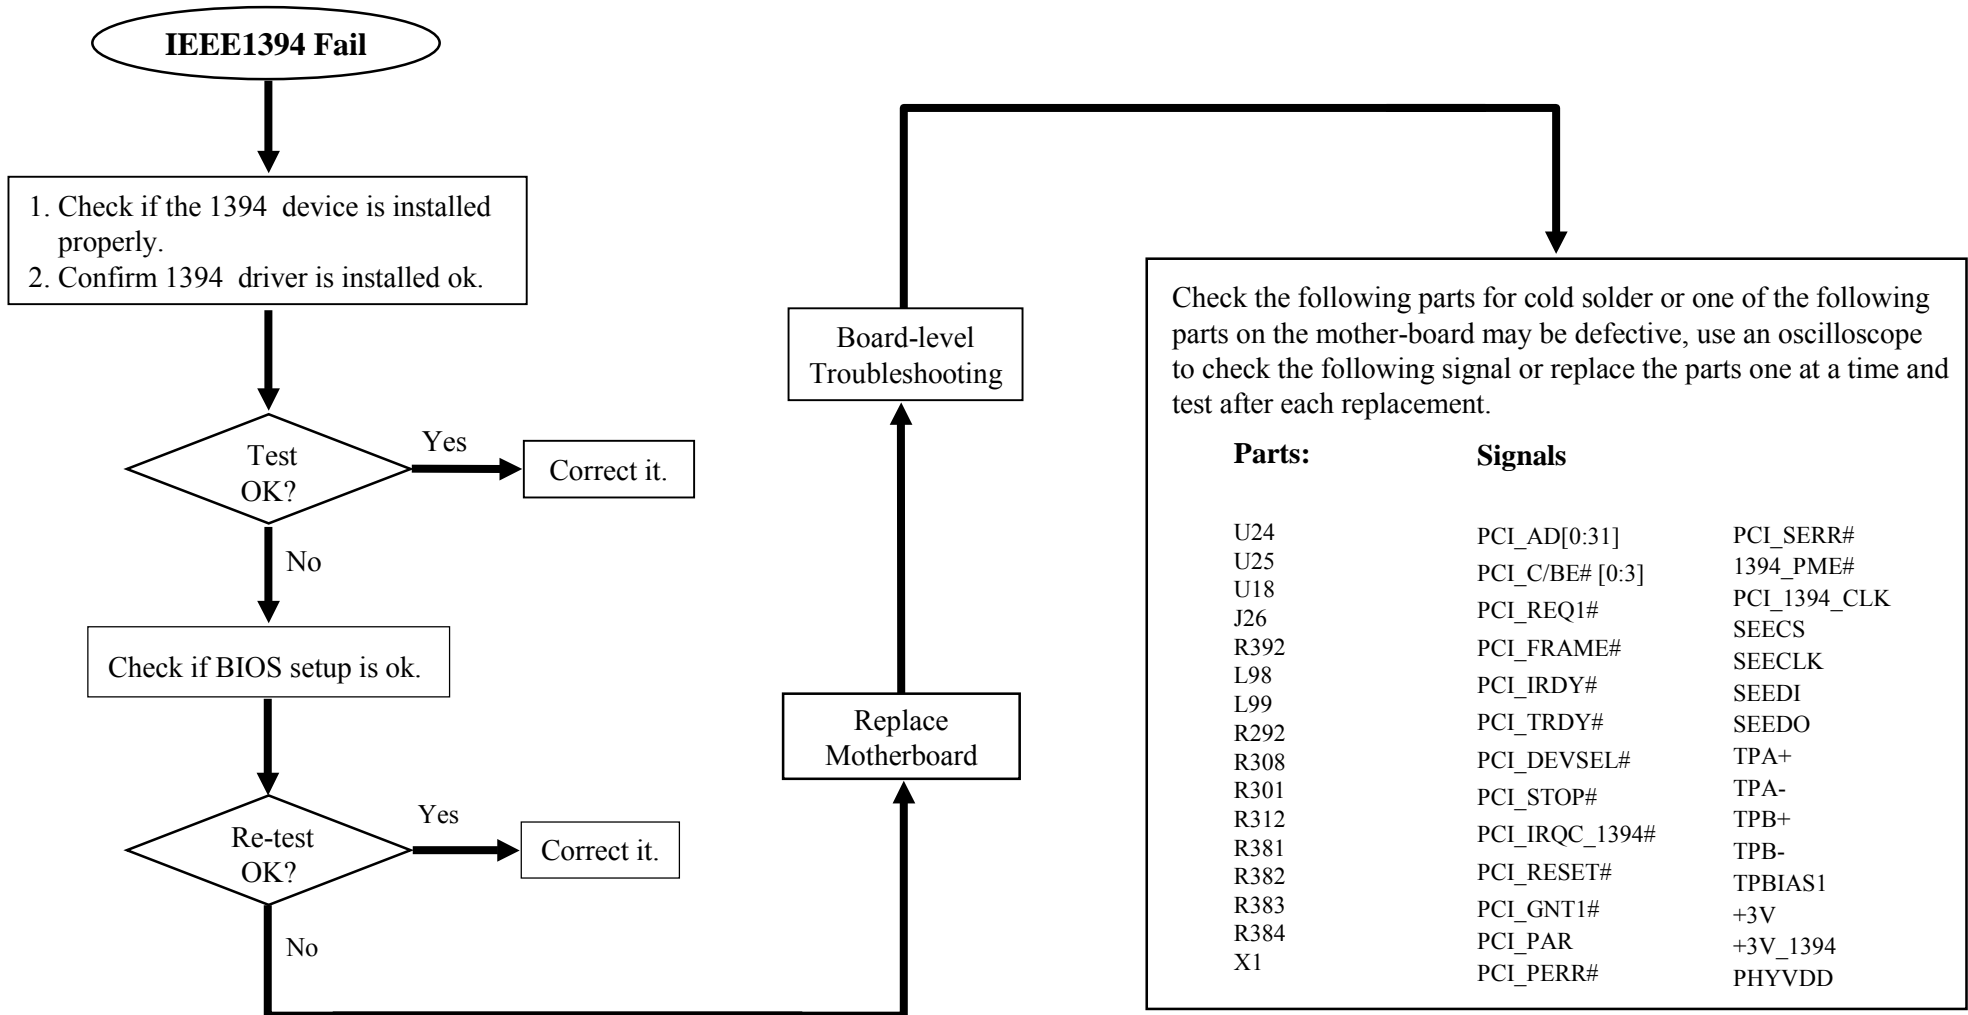 IEEE1394 Fail
1. Check if the 1394 device is installed
properly.
2. Confirm 1394 driver is installed ok.
Test
OK?
Yes
Correct it.
No
Check if BIOS setup is ok.
Re-test
OK?
Yes
Correct it.
No
Replace
Motherboard
Board-level
Troubleshooting
Check the following parts for cold solder or one of the following
parts on the mother-board may be defective, use an oscilloscope
to check the following signal or replace the parts one at a time and
test after each replacement.
Parts:
U24
U25
U18
J26
R392
L98
L99
R292
R308
R301
R312
R381
R382
R383
R384
X1
Signals
PCI_AD[0:31]
PCI_C/BE# [0:3]
PCI_REQ1#
PCI_FRAME#
PCI_IRDY#
PCI_TRDY#
PCI_DEVSEL#
PCI_STOP#
PCI_IRQC_1394#
PCI_RESET#
PCI_GNT1#
PCI_PAR
PCI_PERR#
PCI_SERR#
1394_PME#
PCI_1394_CLK
SEECS
SEECLK
SEEDI
SEEDO
TPA+
TPA-
TPB+
TPB-
TPBIAS1
+3V
+3V_1394
PHYVDD